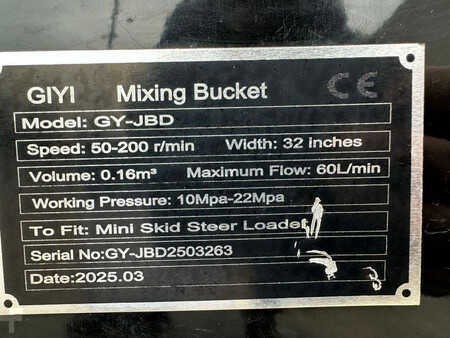 GIYI Mixing Bucket CE
Model: GY-JBD
Speed: 50-200 r/min Width: 32 inches
Volume: 0.16m³ Maximum Flow: 60L/min
Working Pressure: 10Mpa-22Mpa
To Fit: Mini Skid Steer Loader
Serial No:GY-JBD2503263
Date:2025.03